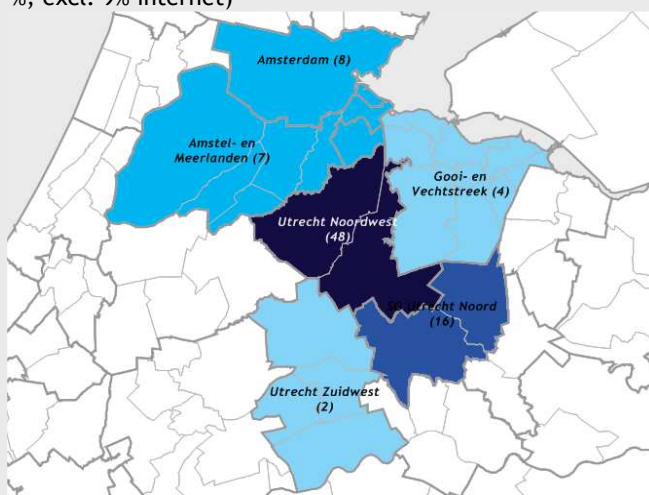 %, excl. 9% internet)
Amsterdam (8)
Amstel- en
Meerlanden (7)
Gooi- en
Vechtstreek (4)
Utrecht Noordwest
(48)
SG Utrecht Noord
(16)
Utrecht Zuidwest
(2)